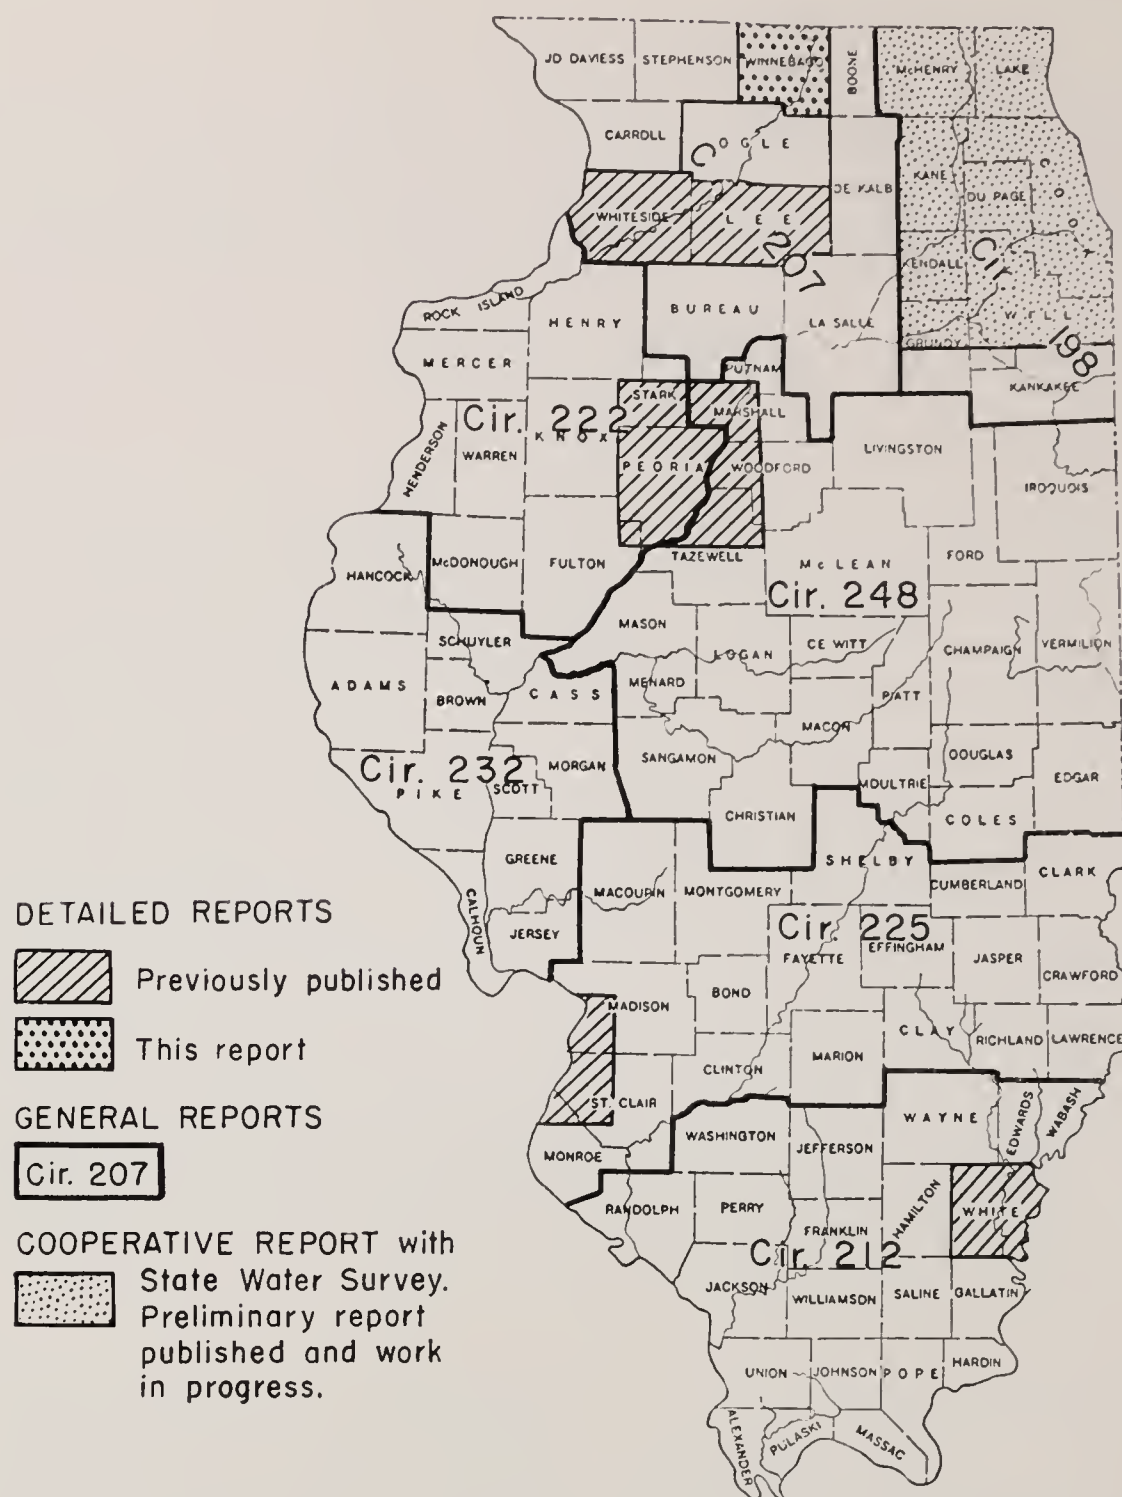 JO DAVIESS STEPHENSON WINNEBAGO BOONE McHENRY LAKE
CARROLL OGLE
DE KALB KANE DU PAGE
WHITESIDE LEE
Cir. 207
KENDALL Cir. 198
ROCK ISLAND HENRY BUREAU LA SALLE WILL
GRUNDY
MERCER PUTNAM KANKAKEE
STARK MARSHALL
Cir. 222
KNOX
HENDERSON WARREN PEORIA WOODFORD LIVINGSTON
IROQUOIS
HANCOCK McDONOUGH FULTON TAZEWELL McLEAN FORD
Cir. 248
MASON
SCHUYLER LOGAN DE WITT CHAMPAIGN VERMILION
ADAMS BROWN CASS MENARD PIATT
MACON
Cir. 232
PIKE SCOTT MORGAN SANGAMON MOULTRIE DOUGLAS EDGAR
CHRISTIAN COLES
GREENE SHELBY
CALHOUN MACOUPIN MONTGOMERY CUMBERLAND CLARK
JERSEY Cir. 225
FAYETTE EFFINGHAM JASPER CRAWFORD
MADISON BOND
CLAY RICHLAND LAWRENCE
CLINTON MARION
ST. CLAIR
WASHINGTON JEFFERSON WAYNE EDWARDS WABASH
MONROE
RANDOLPH PERRY FRANKLIN HAMILTON WHITE
Cir. 212
JACKSON WILLIAMSON SALINE GALLATIN
UNION JOHNSON POPE HARDIN
ALEXANDER PULASKI MASSAC
DETAILED REPORTS
Previously published
This report
GENERAL REPORTS
Cir. 207
COOPERATIVE REPORT with
State Water Survey.
Preliminary report
published and work
in progress.